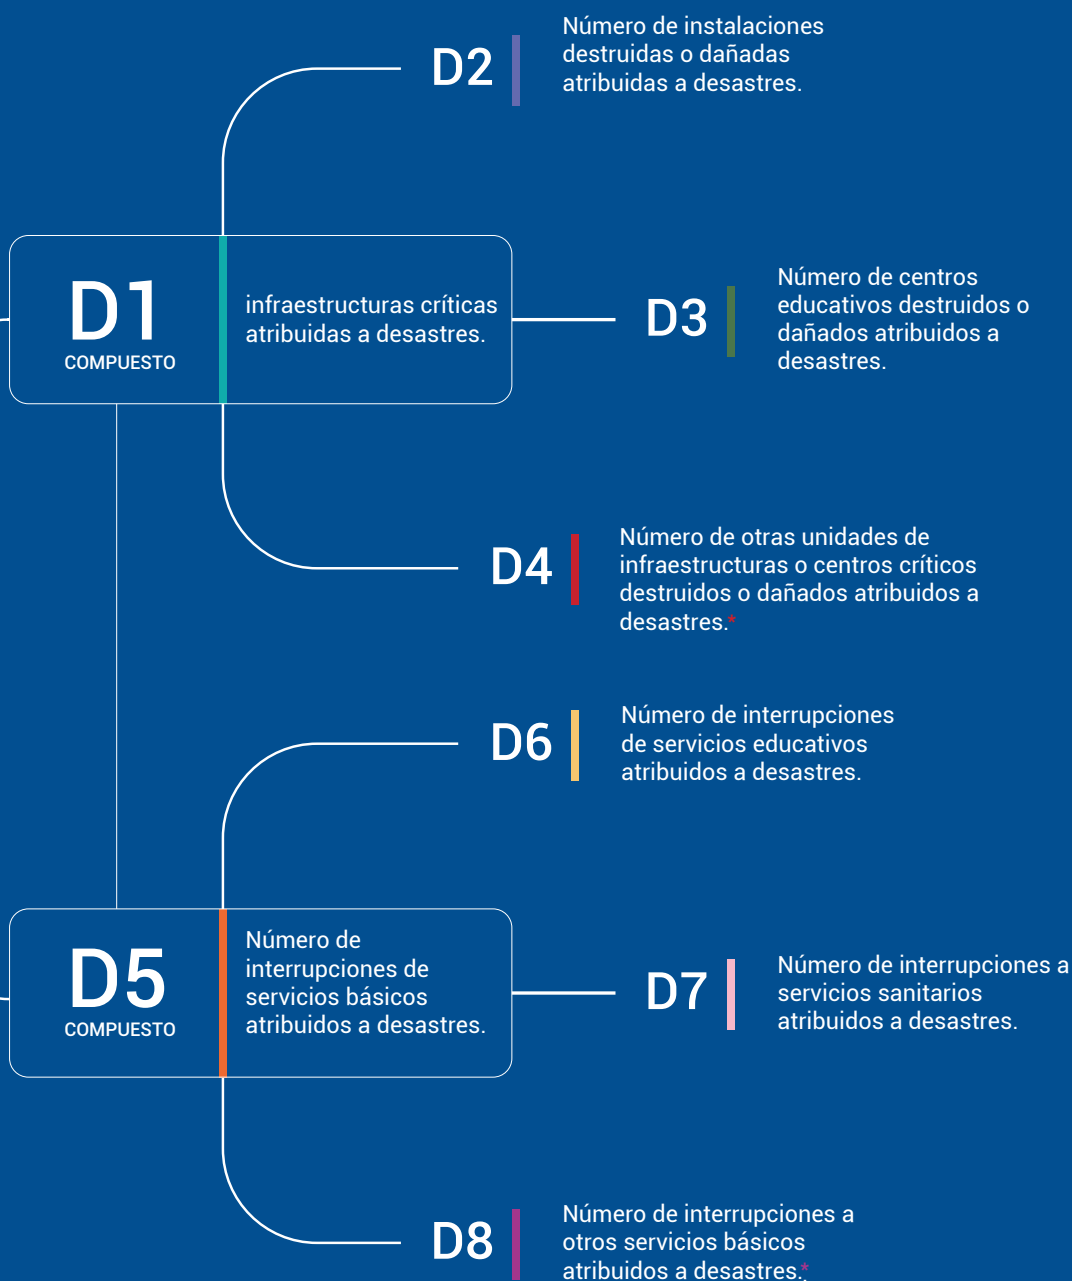 D2
Número de instalaciones
destruidas o dañadas
atribuidas a desastres.
D1
COMPUESTO
infraestructuras críticas
atribuidas a desastres.
D3
Número de centros
educativos destruidos o
dañados atribuidos a
desastres.
D4
Número de otras unidades de
infraestructuras o centros críticos
destruidos o dañados atribuidos a
desastres.*
D6
Número de interrupciones
de servicios educativos
atribuidos a desastres.
D5
COMPUESTO
Número de
interrupciones de
servicios básicos
atribuidos a desastres.
D7
Número de interrupciones a
servicios sanitarios
atribuidos a desastres.
D8
Número de interrupciones a
otros servicios básicos
atribuidos a desastres.*